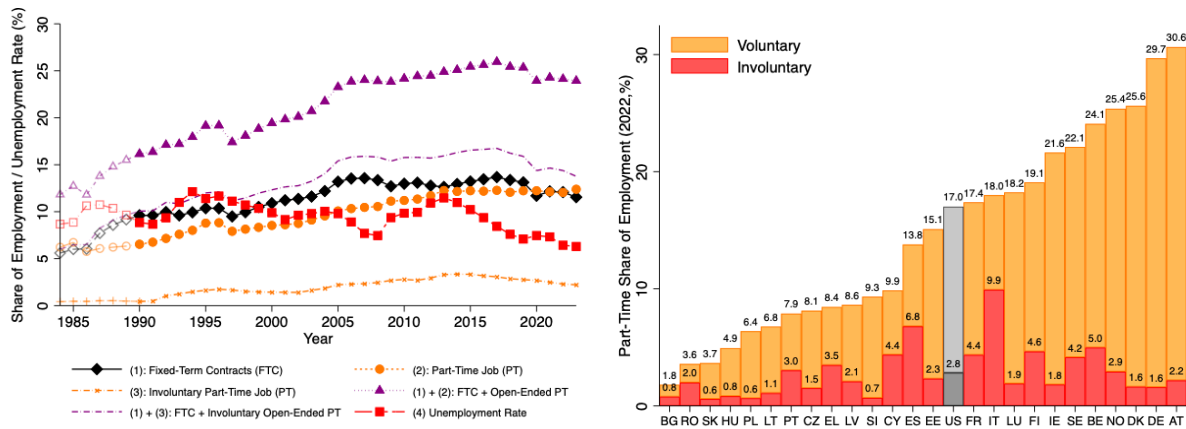 Share of Employment / Unemployment Rate (%)
30
25
20
15
10
5
0
1985 1990 1995 2000 2005 2010 2015 2020
Year
(1): Fixed-Term Contracts (FTC)
(2): Part-Time Job (PT)
(3): Involuntary Part-Time Job (PT)
(1) + (2): FTC + Open-Ended PT
(1) + (3): FTC + Involuntary Open-Ended PT
(4) Unemployment Rate
Part-Time Share of Employment (2022,%)
30
20
10
0
Voluntary
Involuntary
1.8 3.6 3.7 4.9 6.4 6.8 7.9 8.1 8.4 8.6 9.3 9.9 13.8 15.1 17.0 17.4 18.0 18.2 19.1 21.6 22.1 24.1 25.4 25.6 29.7 30.6
0.8 2.0 0.6 0.8 0.6 1.1 3.0 1.5 3.5 2.1 0.7 4.4 6.8 2.3 2.8 4.4 9.9 1.9 4.6 1.8 4.2 5.0 2.9 1.6 1.6 2.2
BG RO SK HU PL LT PT CZ EL LV SI CY ES EE US FR IT LU FI IE SE BE NO DK DE AT